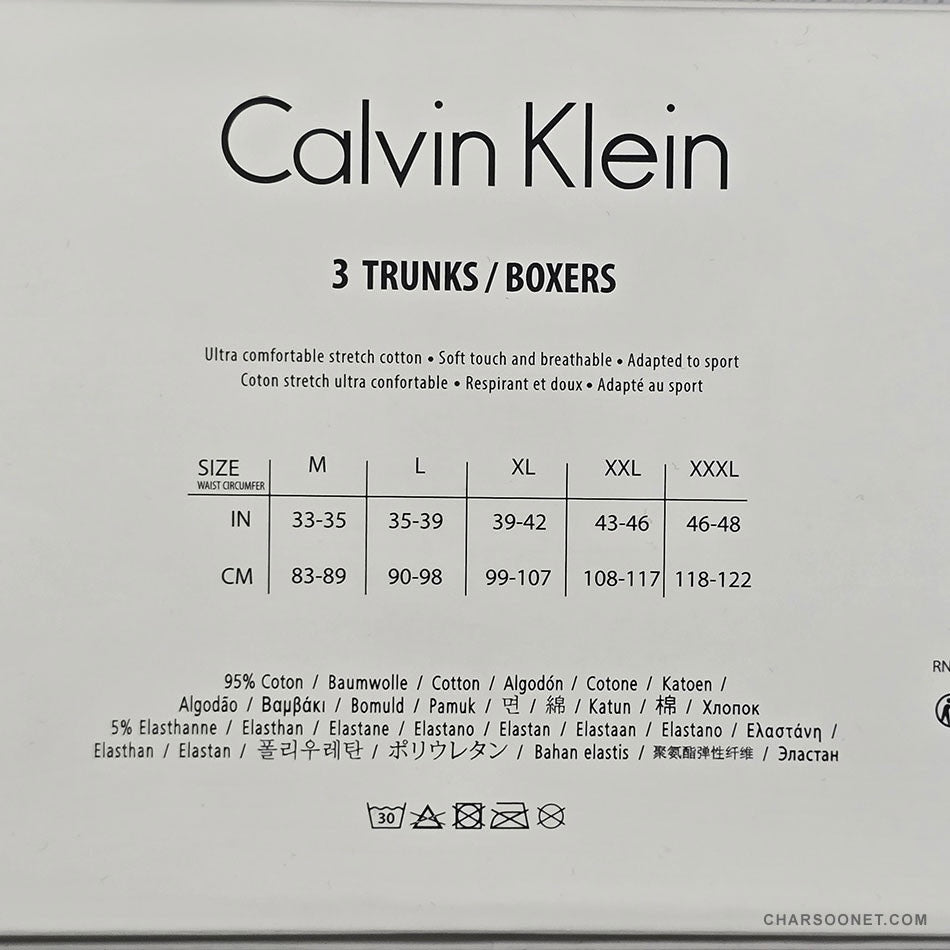 Calvin Klein
3 TRUNKS / BOXERS
Ultra comfortable stretch cotton • Soft touch and breathable • Adapted to sport
Coton stretch ultra confortable • Respirant et doux • Adapté au sport
SIZE M L XL XXL XXXL
WAIST CIRCUMFER
IN 33-35 35-39 39-42 43-46 46-48
CM 83-89 90-98 99-107 108-117 118-122
95% Coton / Baumwolle / Cotton / Algodón / Cotone / Katoen /
Algodão / Βαμβάκι / Bomuld / Pamuk / 면 / 綿 / Katun / 棉 / Хлопок
5% Elasthanne / Elasthan / Elastane / Elastano / Elastan / Elastaan / Elastano / Ελαστάνη /
Elasthan / Elastan / 폴리우레탄 / ポリウレタン / Bahan elastis / 聚氨酯弹性纤维 / Эластан
30
RN
CHARSOONET.COM